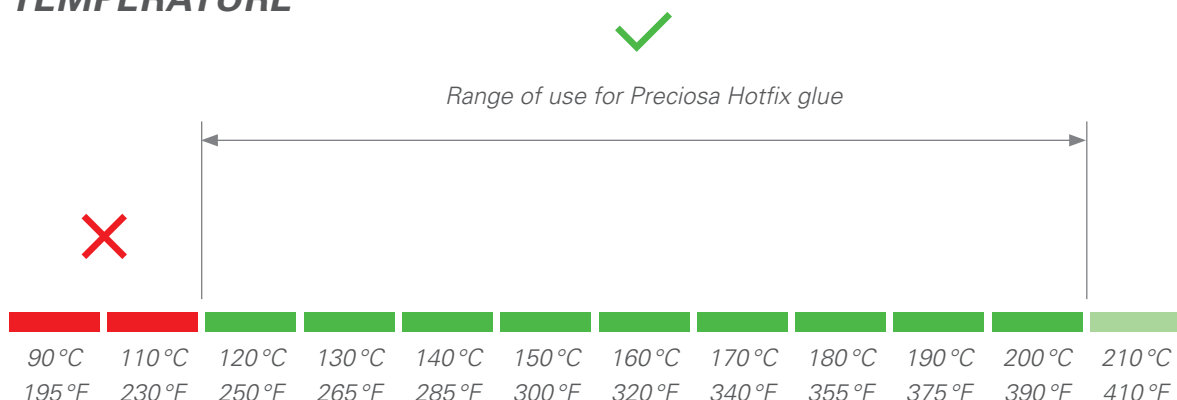 TEMPERATURE
Range of use for Preciosa Hotfix glue
90 °C 110 °C 120 °C 130 °C 140 °C 150 °C 160 °C 170 °C 180 °C 190 °C 200 °C 210 °C
195 °F 230 °F 250 °F 265 °F 285 °F 300 °F 320 °F 340 °F 355 °F 375 °F 390 °F 410 °F